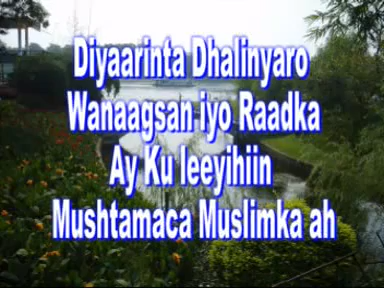 Diyaarinta Dhalinyaro
Wanaagsan iyo Raadka
Ay Ku leeyihiin
Mushtamaca Muslimka ah